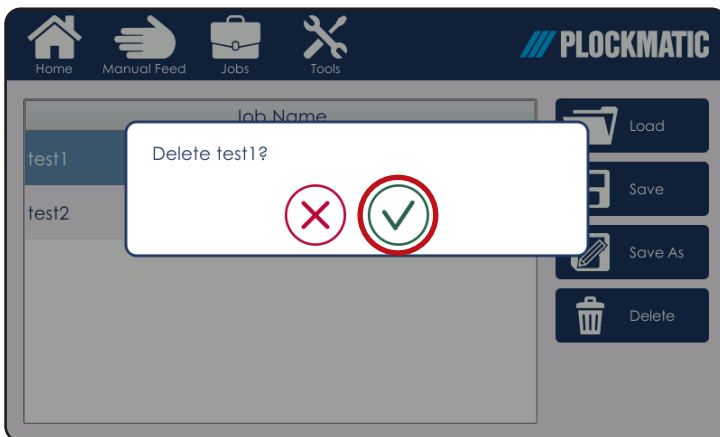 PLOCKMATIC
Home
Manual Feed
Jobs
Tools
Job Name
Load
test1
Delete test1?
Save
test2
Save As
Delete